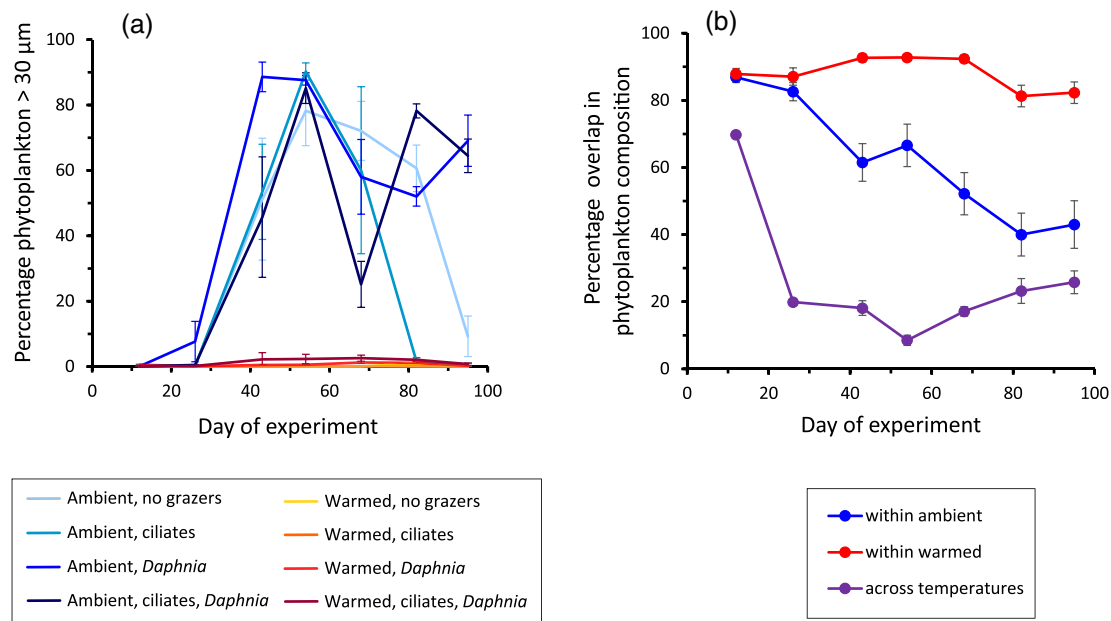 (a)
Percentage phytoplankton > 30 µm
100
80
60
40
20
0
0 20 40 60 80 100
Day of experiment
(b)
Percentage overlap in
phytoplankton composition
100
80
60
40
20
0
0 20 40 60 80 100
Day of experiment
Ambient, no grazers
Ambient, ciliates
Ambient, Daphnia
Ambient, ciliates, Daphnia
Warmed, no grazers
Warmed, ciliates
Warmed, Daphnia
Warmed, ciliates, Daphnia
within ambient
within warmed
across temperatures